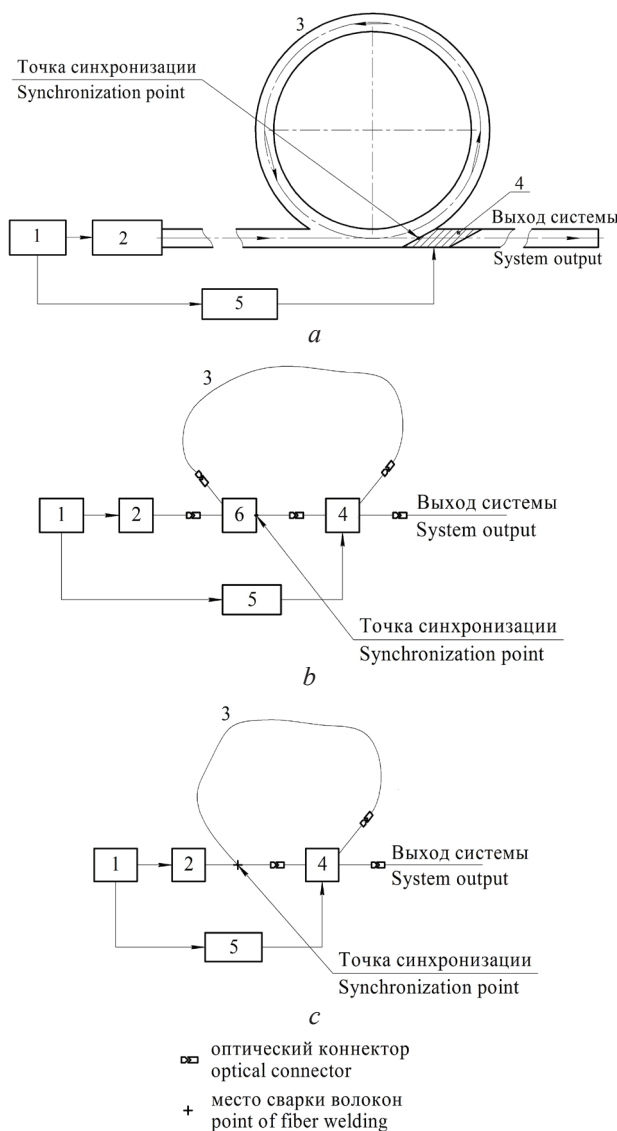 3
Точка синхронизации
Synchronization point
4
Выход системы
System output
1
2
5
a
3
1
2
6
4
Выход системы
System output
5
Точка синхронизации
Synchronization point
b
3
1
2
4
Выход системы
System output
5
Точка синхронизации
Synchronization point
c
оптический коннектор
optical connector
место сварки волокон
point of fiber welding